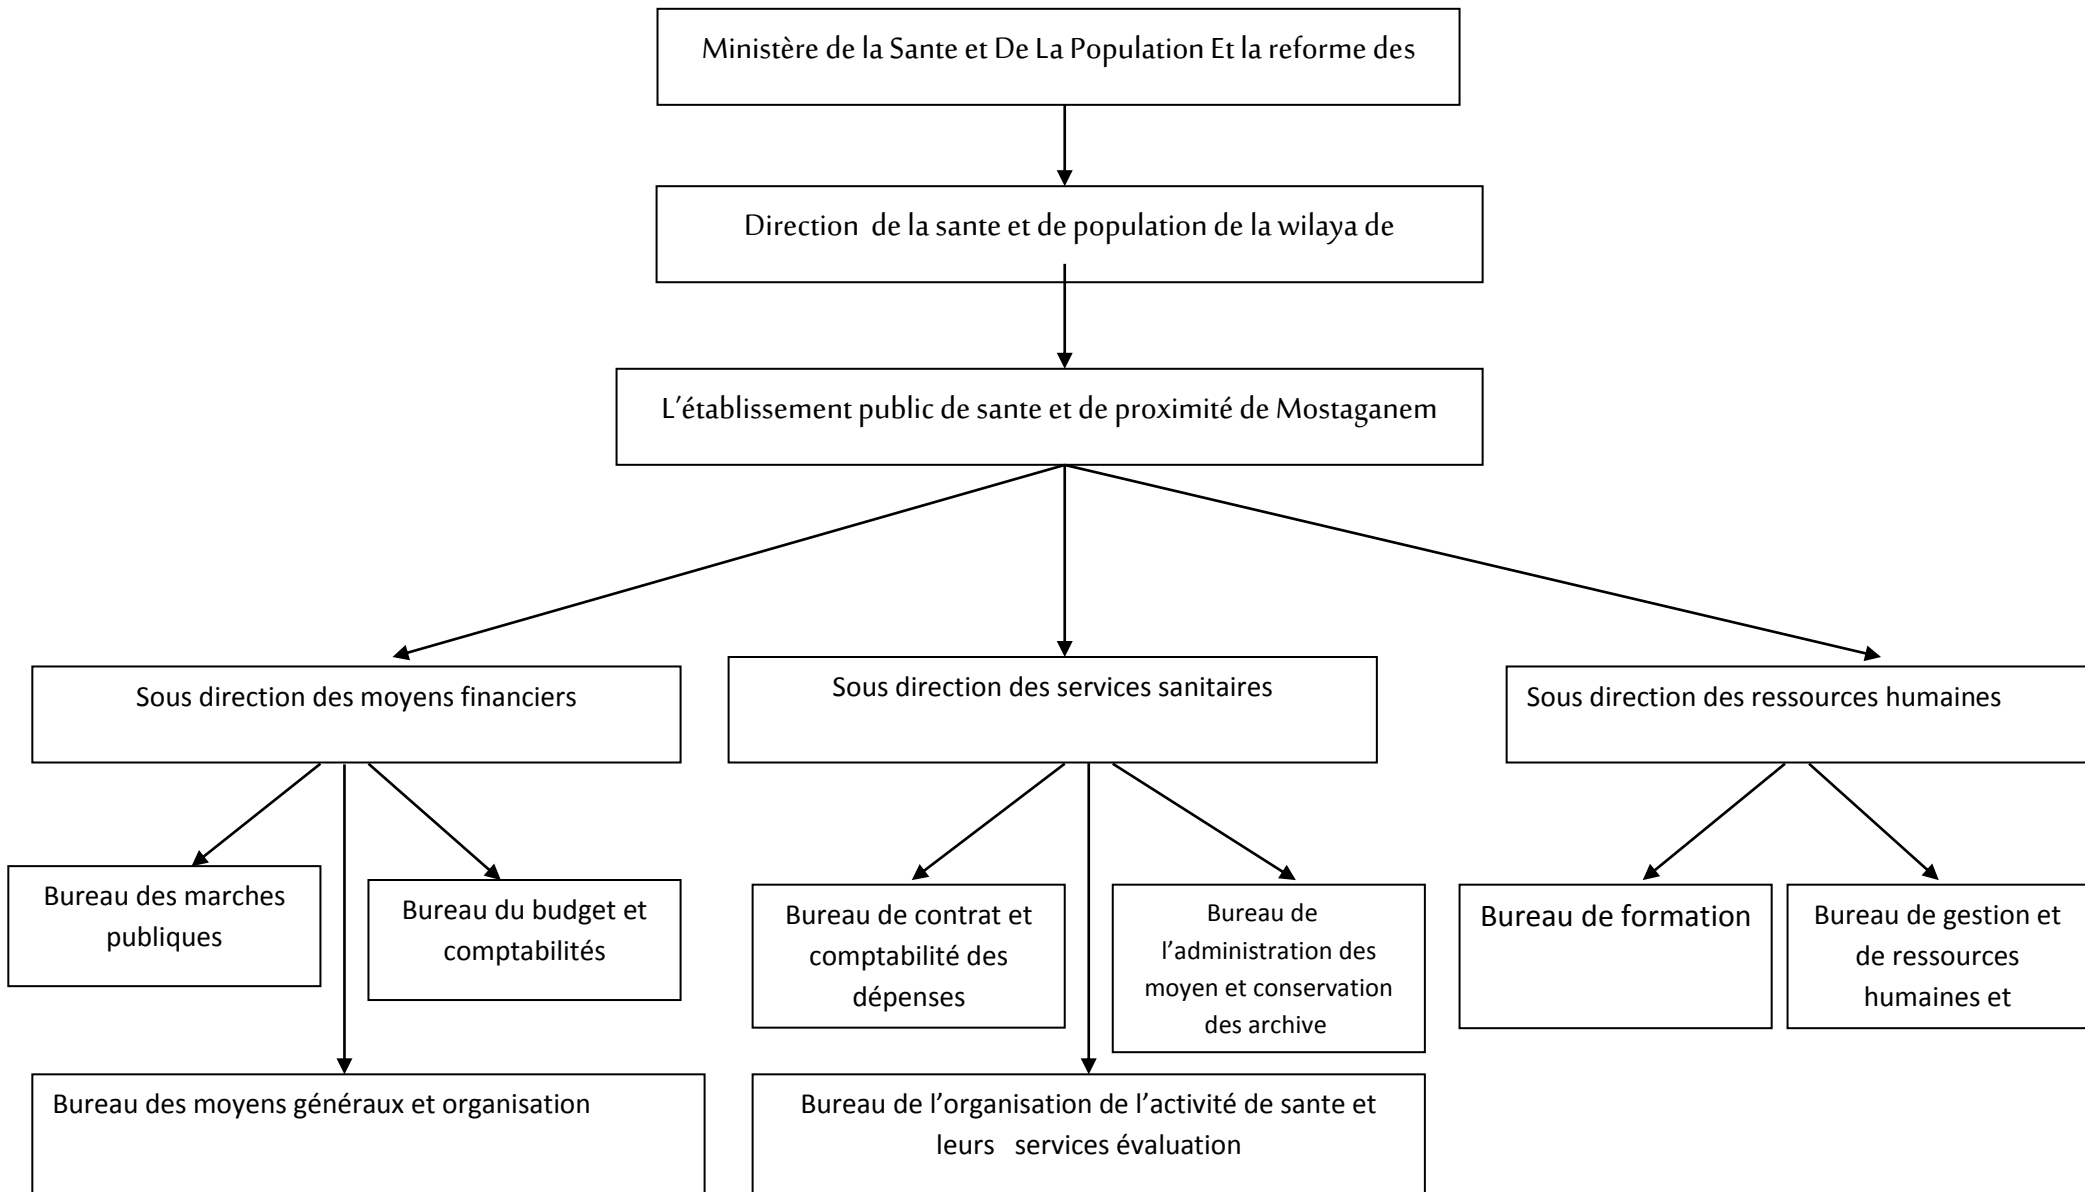 Ministère de la Sante et De La Population Et la reforme des
Direction de la sante et de population de la wilaya de
L'établissement public de sante et de proximité de Mostaganem
Sous direction des moyens financiers
Sous direction des services sanitaires
Sous direction des ressources humaines
Bureau des marches
publiques
Bureau du budget et
comptabilités
Bureau de contrat et
comptabilité des
dépenses
Bureau de
l'administration des
moyen et conservation
des archive
Bureau de formation
Bureau de gestion et
de ressources
humaines et
Bureau des moyens généraux et organisation
Bureau de l'organisation de l'activité de sante et
leurs services évaluation